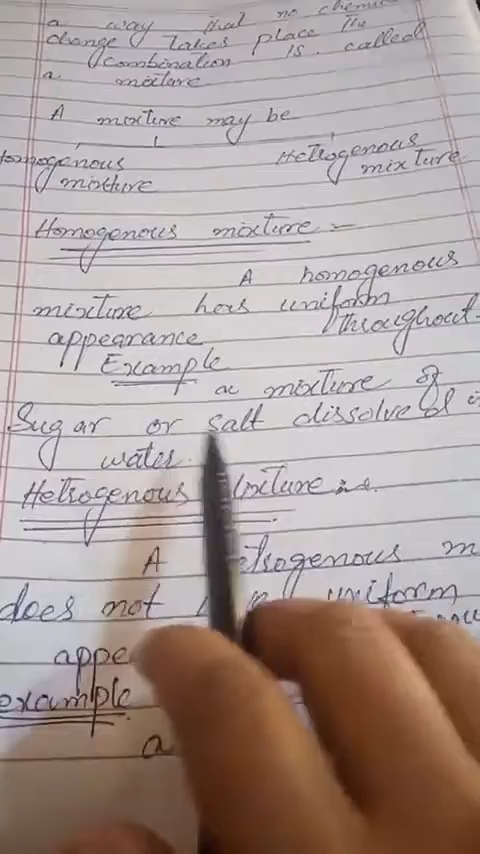 a way that no chemi
change Takes place The
combination is called
a mixture
A mixture may be
Homogenous Hetrogenous
mixture mixture
Homogenous mixture -
A homogenous
mixture has uniform
appearance throughout-
Example
a mixture of
Sugar or salt dissolved i
water.
Hetrogenous
A
does not uniform
appe
example
a